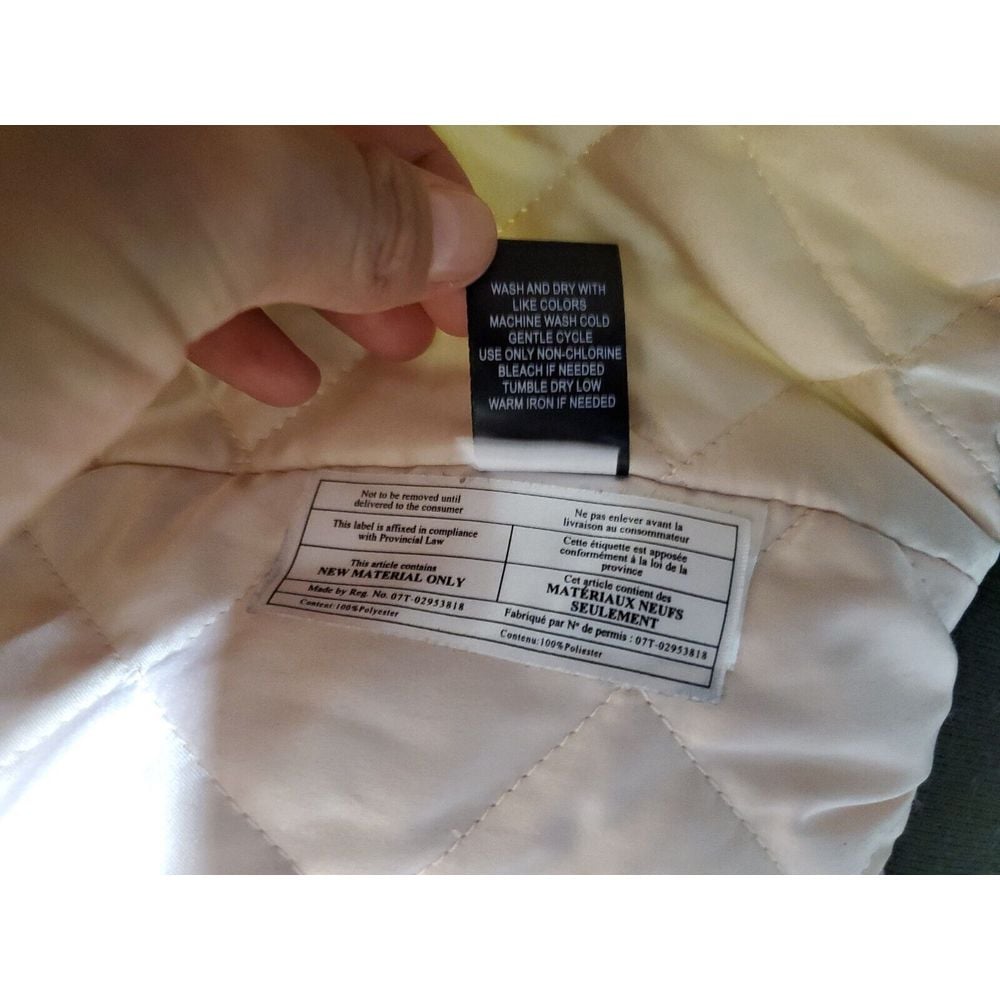 WASH AND DRY WITH
LIKE COLORS
MACHINE WASH COLD
GENTLE CYCLE
USE ONLY NON-CHLORINE
BLEACH IF NEEDED
TUMBLE DRY LOW
WARM IRON IF NEEDED
Not to be removed until
delivered to the consumer
This label is affixed in compliance
with Provincial Law
This article contains
NEW MATERIAL ONLY
Made by Reg. No. 07T-02953818
Content: 100%Polyester
Ne pas enlever avant la
livraison au consommateur
Cette étiquette est apposée
conformément à la loi de la
province
Cet article contient des
MATÉRIAUX NEUFS
SEULEMENT
Fabriqué par N° de permis : 07T-02953818
Contenu:100%Poliester